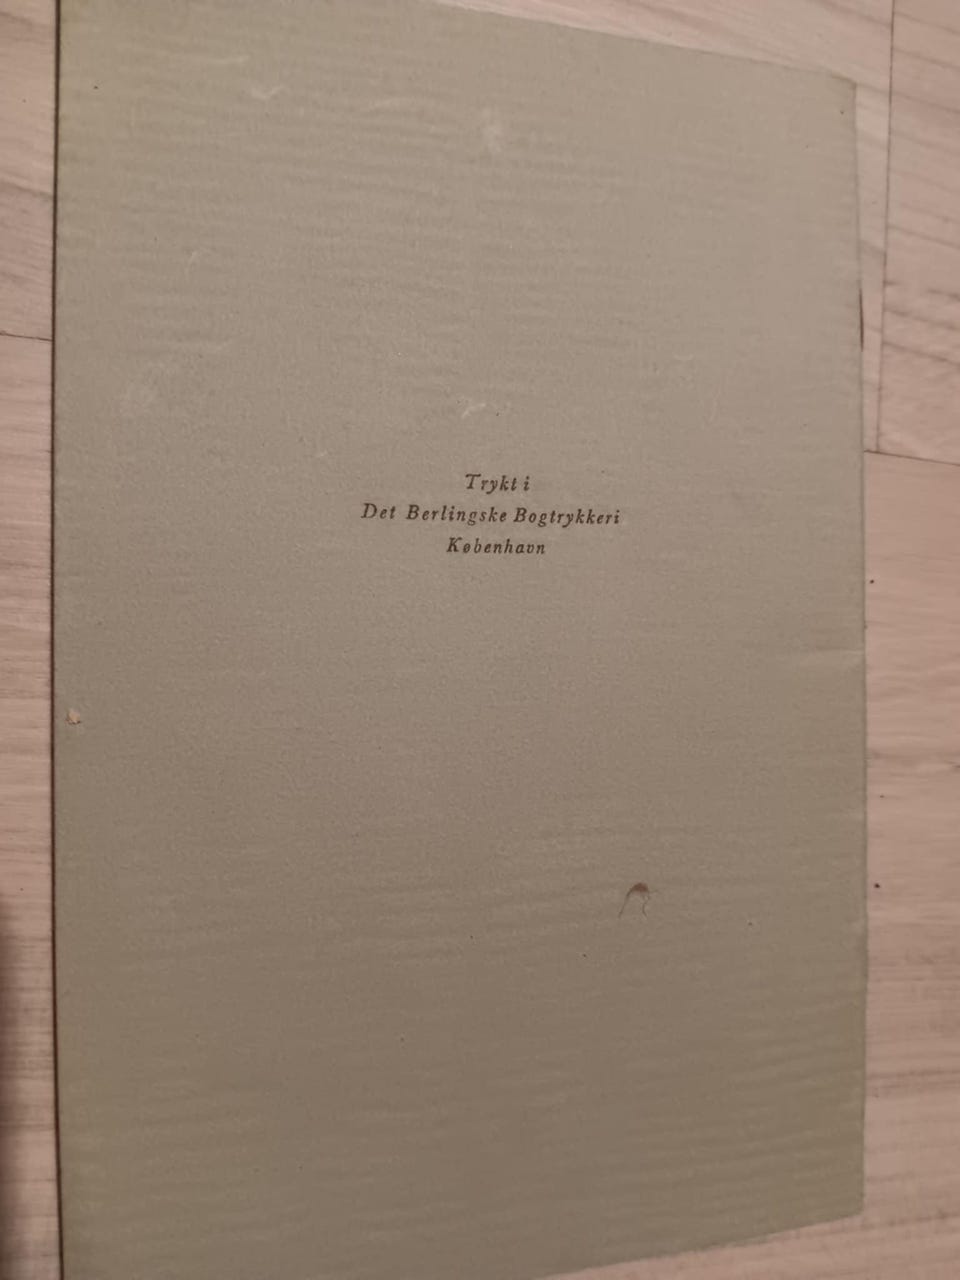 Trykt i
Det Berlingske Bogtrykkeri
København